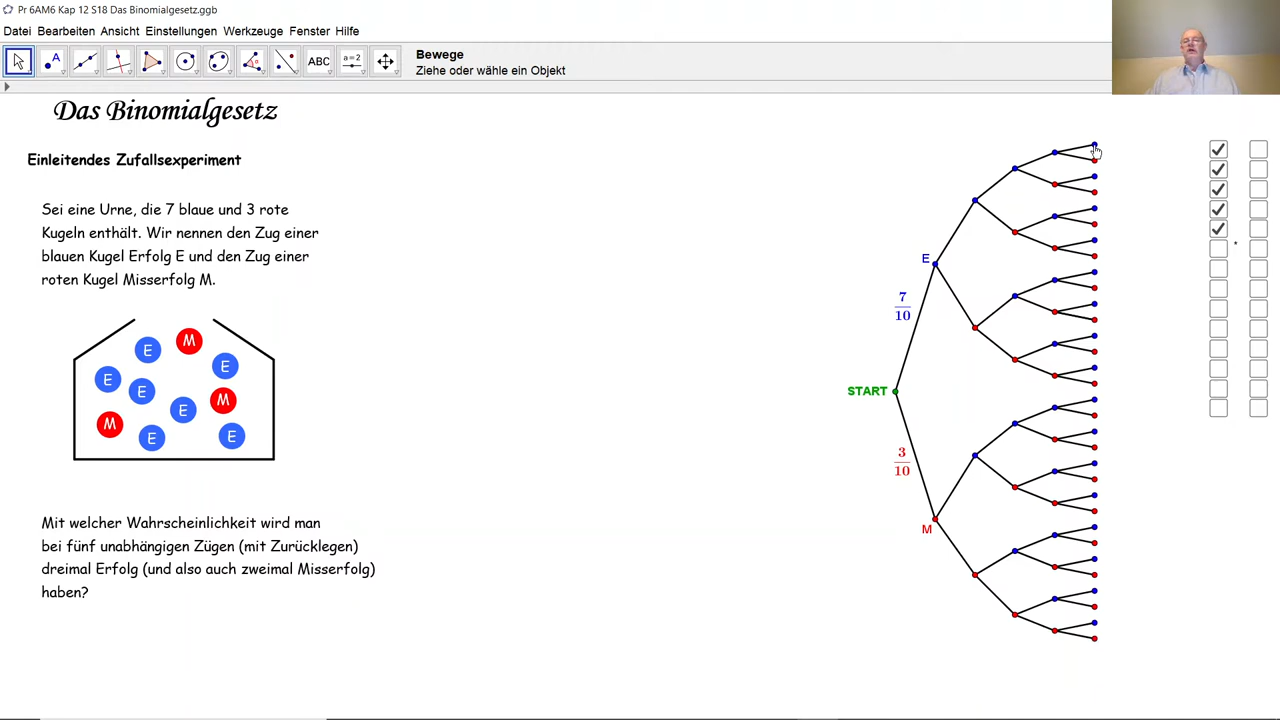 Pr 6AM6 Kap 12 S18 Das Binomialgesetz.ggb
Datei Bearbeiten Ansicht Einstellungen Werkzeuge Fenster Hilfe
A
ABC
a=2
Bewege
Ziehe oder wähle ein Objekt
Das Binomialgesetz
Einleitendes Zufallsexperiment
Sei eine Urne, die 7 blaue und 3 rote
Kugeln enthält. Wir nennen den Zug einer
blauen Kugel Erfolg E und den Zug einer
roten Kugel Misserfolg M.
M
E
E
E
E
M
E
M
E
E
Mit welcher Wahrscheinlichkeit wird man
bei fünf unabhängigen Zügen (mit Zurücklegen)
dreimal Erfolg (und also auch zweimal Misserfolg)
haben?
E
7
10
START
3
10
M
*